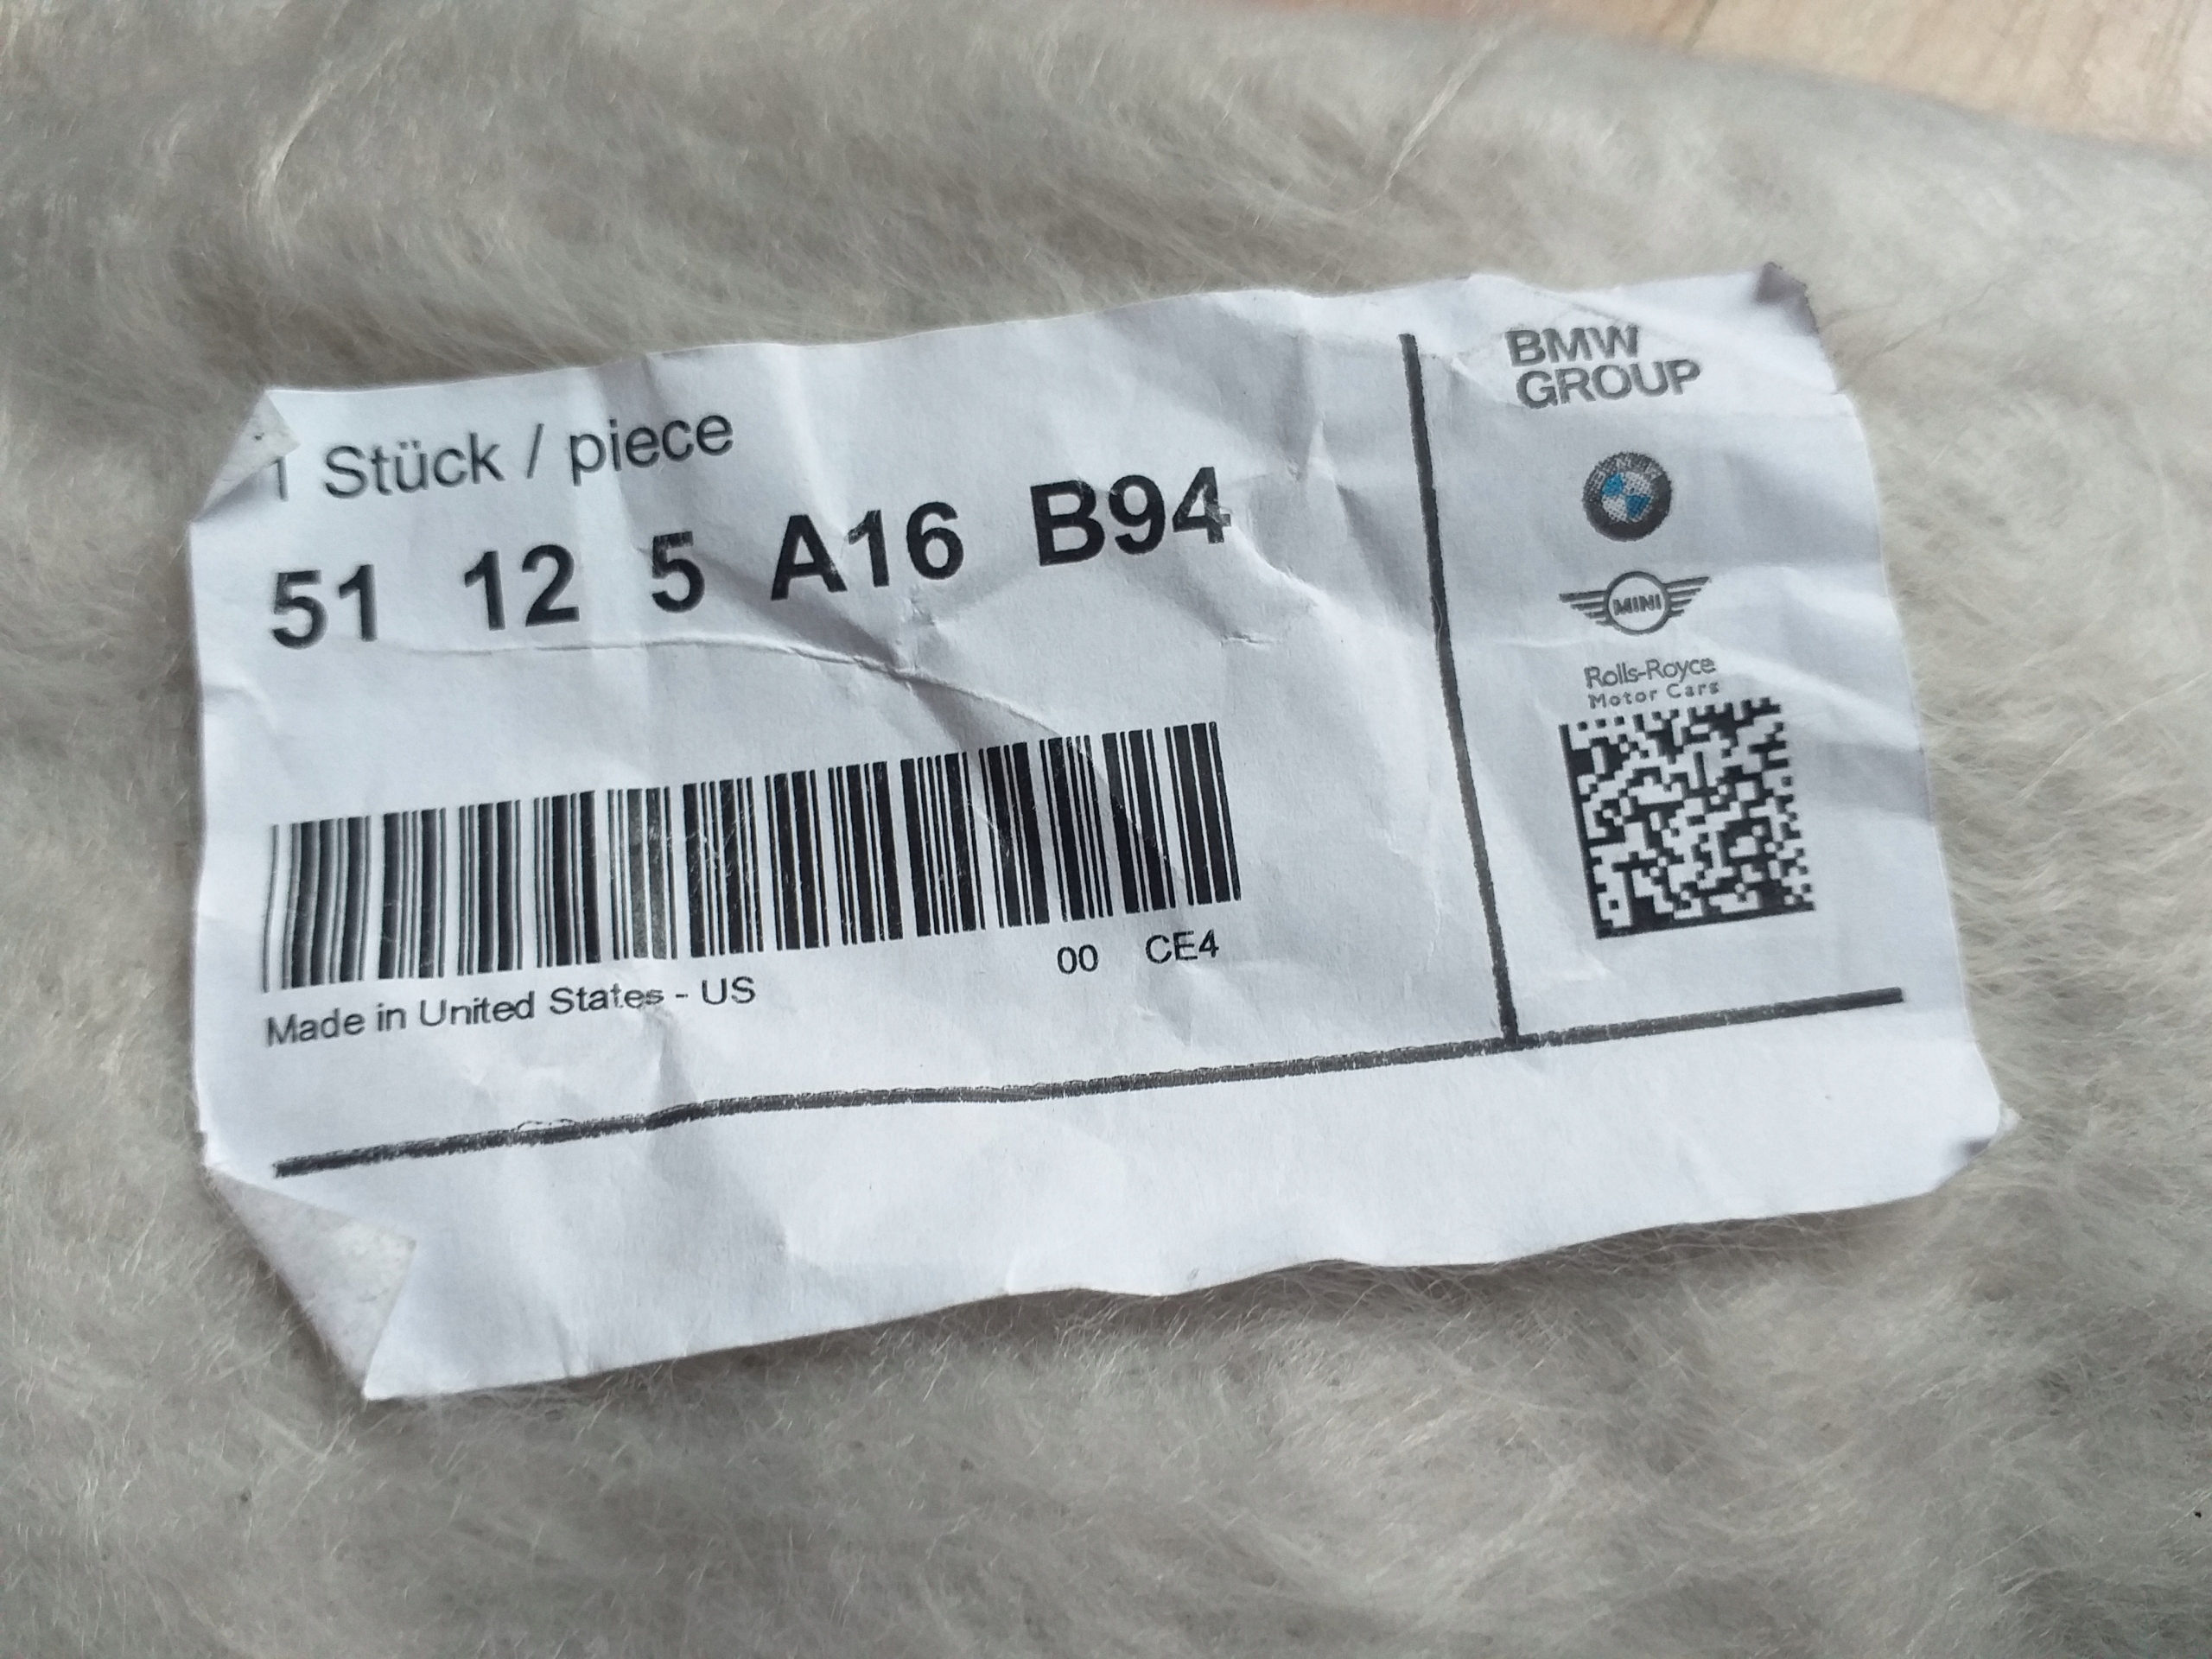 1 Stück / piece
51 12 5 A16 B94
00 CE4
Made in United States - US
BMW
GROUP
MINI
Rolls-Royce
Motor Cars